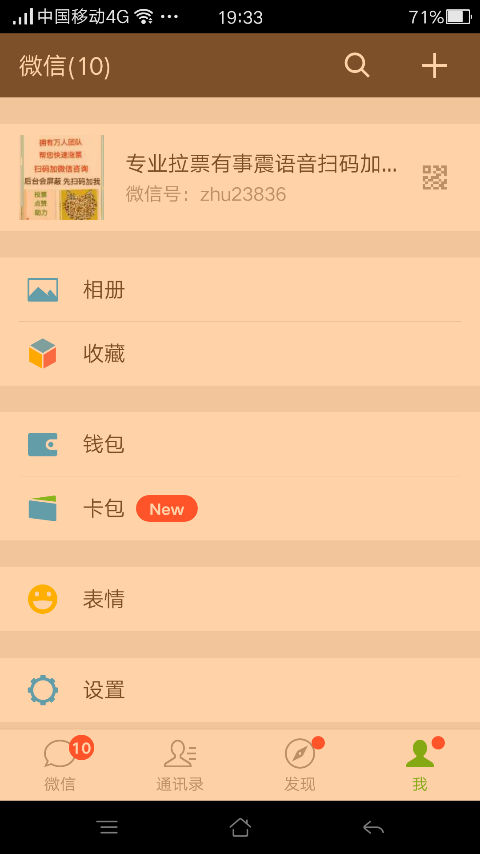 中国移动4G
19:33
71%
微信(10)
拥有万人团队
帮您快速涨票
扫码加微信咨询
后台会屏蔽 先扫码加我
投票
点赞
助力
专业拉票有事震语音扫码加...
微信号：zhu23836
相册
收藏
钱包
卡包 New
表情
设置
10
微信
通讯录
发现
我